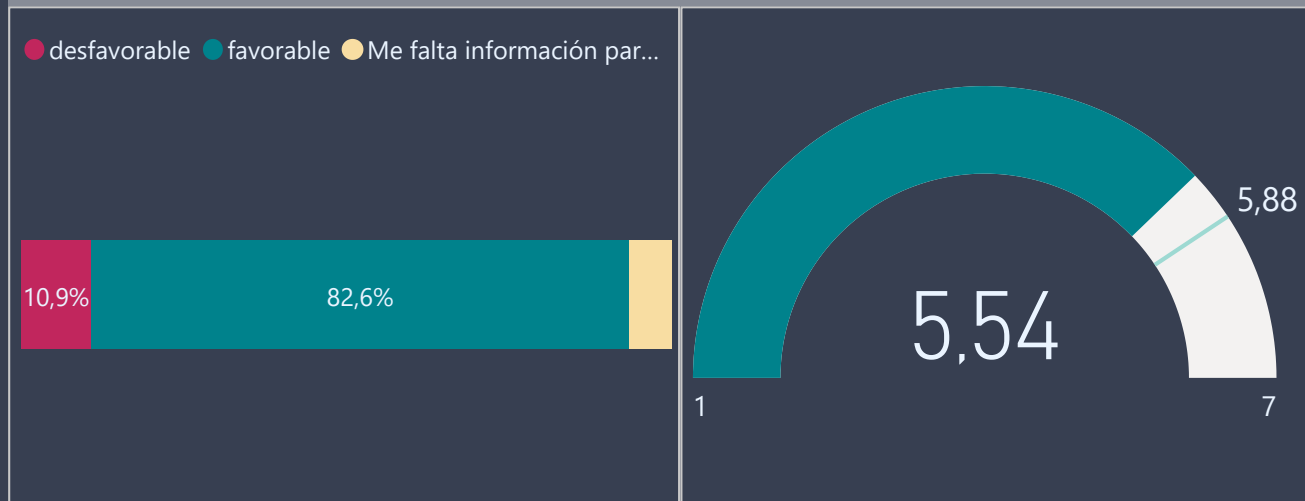 desfavorable favorable Me falta información par...
10,9% 82,6%
5,88
5,54
1 7